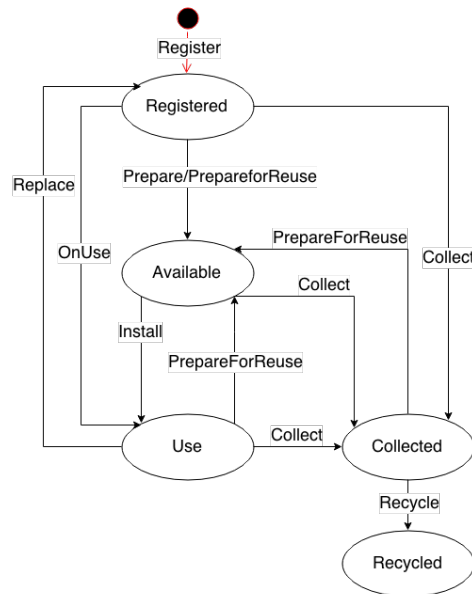 Register
Registered
Prepare/PrepareforReuse
Replace
OnUse
PrepareForReuse
Collect
Available
Collect
Install
PrepareForReuse
Use
Collect
Collected
Recycle
Recycled